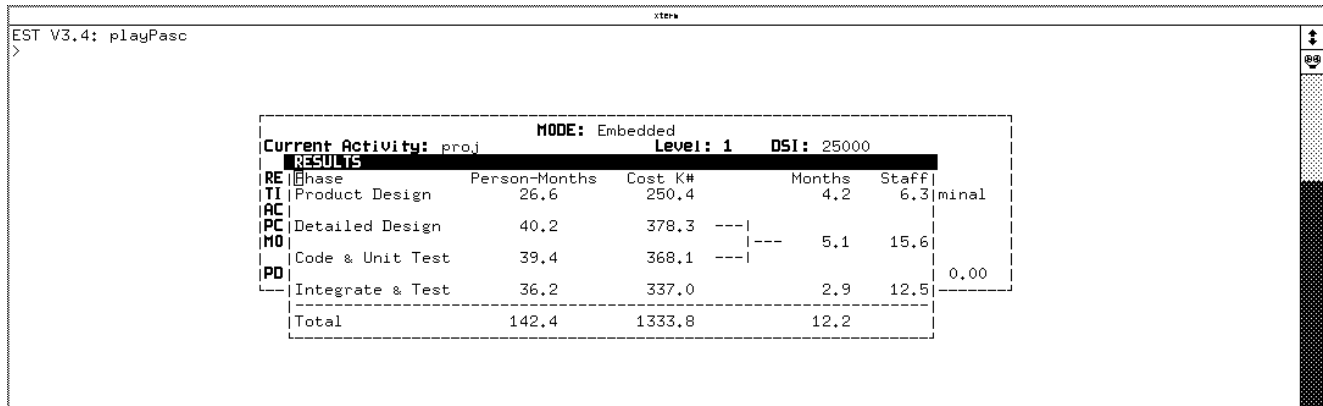 xterm
EST V3.4: playPasc
>
MODE: Embedded
Current Activity: proj Level: 1 DSI: 25000
RESULTS
RE Phase Person-Months Cost K# Months Staff
TI Product Design 26.6 250.4 4.2 6.3 minal
AC
PC Detailed Design 40.2 378.3 ---|
MO |--- 5.1 15.6
Code & Unit Test 39.4 368.1 ---|
PD 0.00
Integrate & Test 36.2 337.0 2.9 12.5
Total 142.4 1333.8 12.2